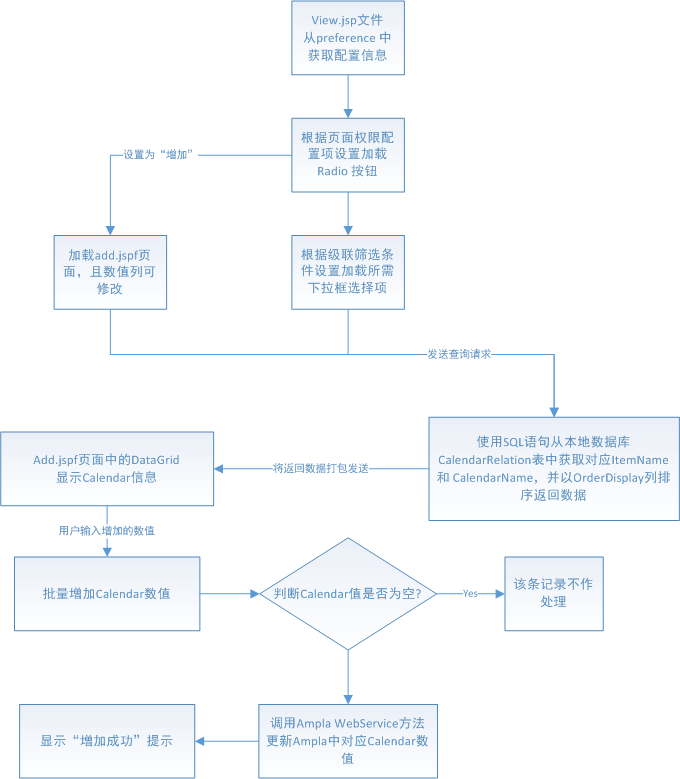 View.jsp文件
从preference 中
获取配置信息
根据页面权限配
置项设置加载
Radio 按钮
设置为“增加”
加载add.jspf页
面，且数值列可
修改
根据级联筛选条
件设置加载所需
下拉框选择项
发送查询请求
使用SQL语句从本地数据库
CalendarRelation表中获取对应ItemName
和 CalendarName，并以OrderDisplay列排
序返回数据
将返回数据打包发送
Add.jspf页面中的DataGrid
显示Calendar信息
用户输入增加的数值
批量增加Calendar数值
判断Calendar值是否为空?
Yes
该条记录不作
处理
调用Ampla WebService方法
更新Ampla中对应Calendar数
值
显示“增加成功”提示